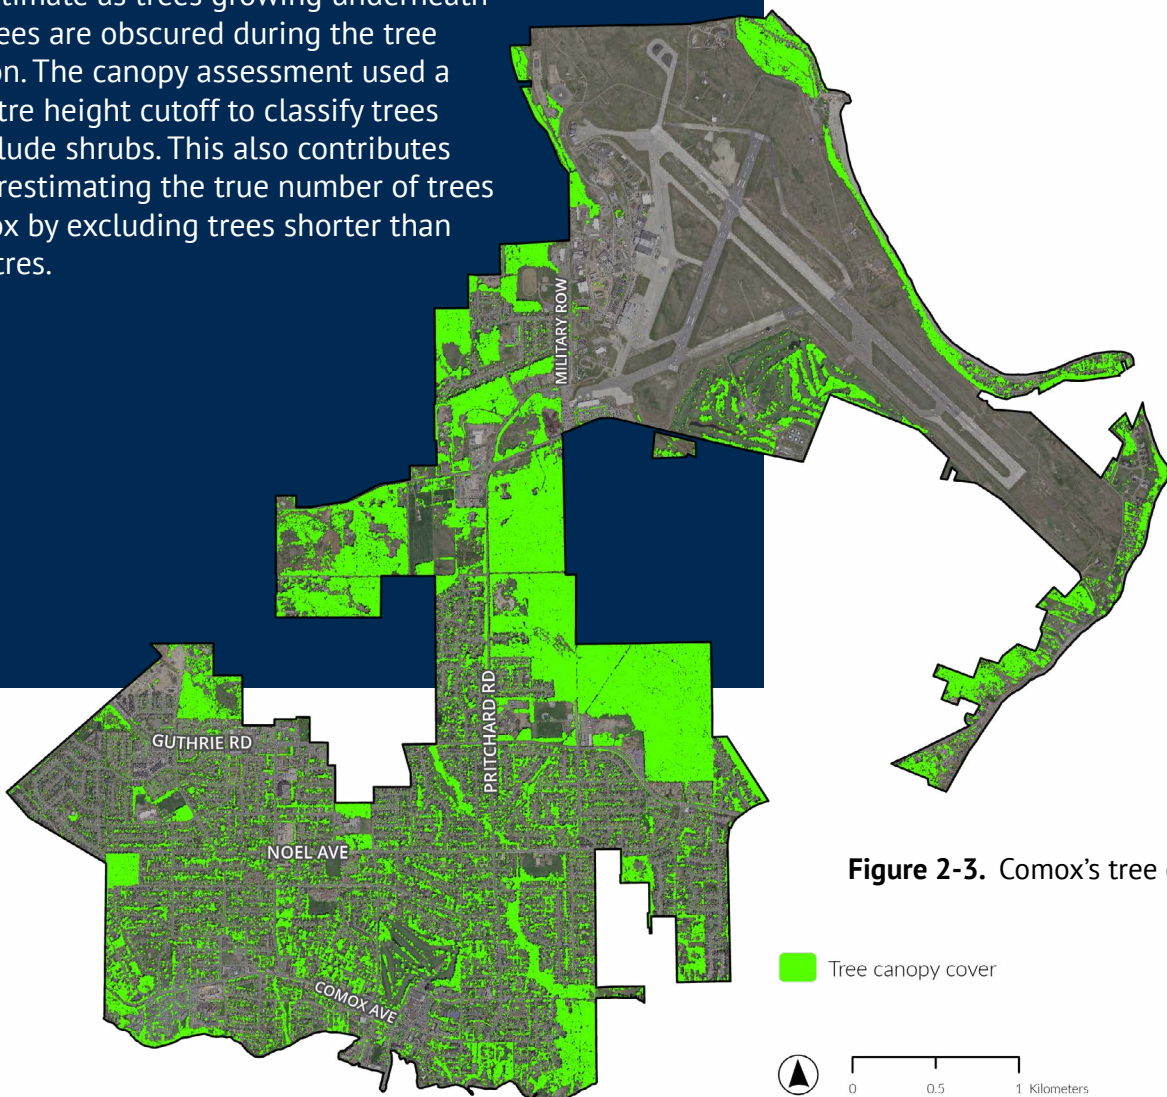 timate as trees growing underneath
rees are obscured during the tree
on. The canopy assessment used a
tre height cutoff to classify trees
lude shrubs. This also contributes
restimating the true number of trees
ox by excluding trees shorter than
tres.
MILITARY ROW
PRITCHARD RD
GUTHRIE RD
NOEL AVE
COMOX AVE
Figure 2-3. Comox's tree
Tree canopy cover
0 0.5 1 Kilometers